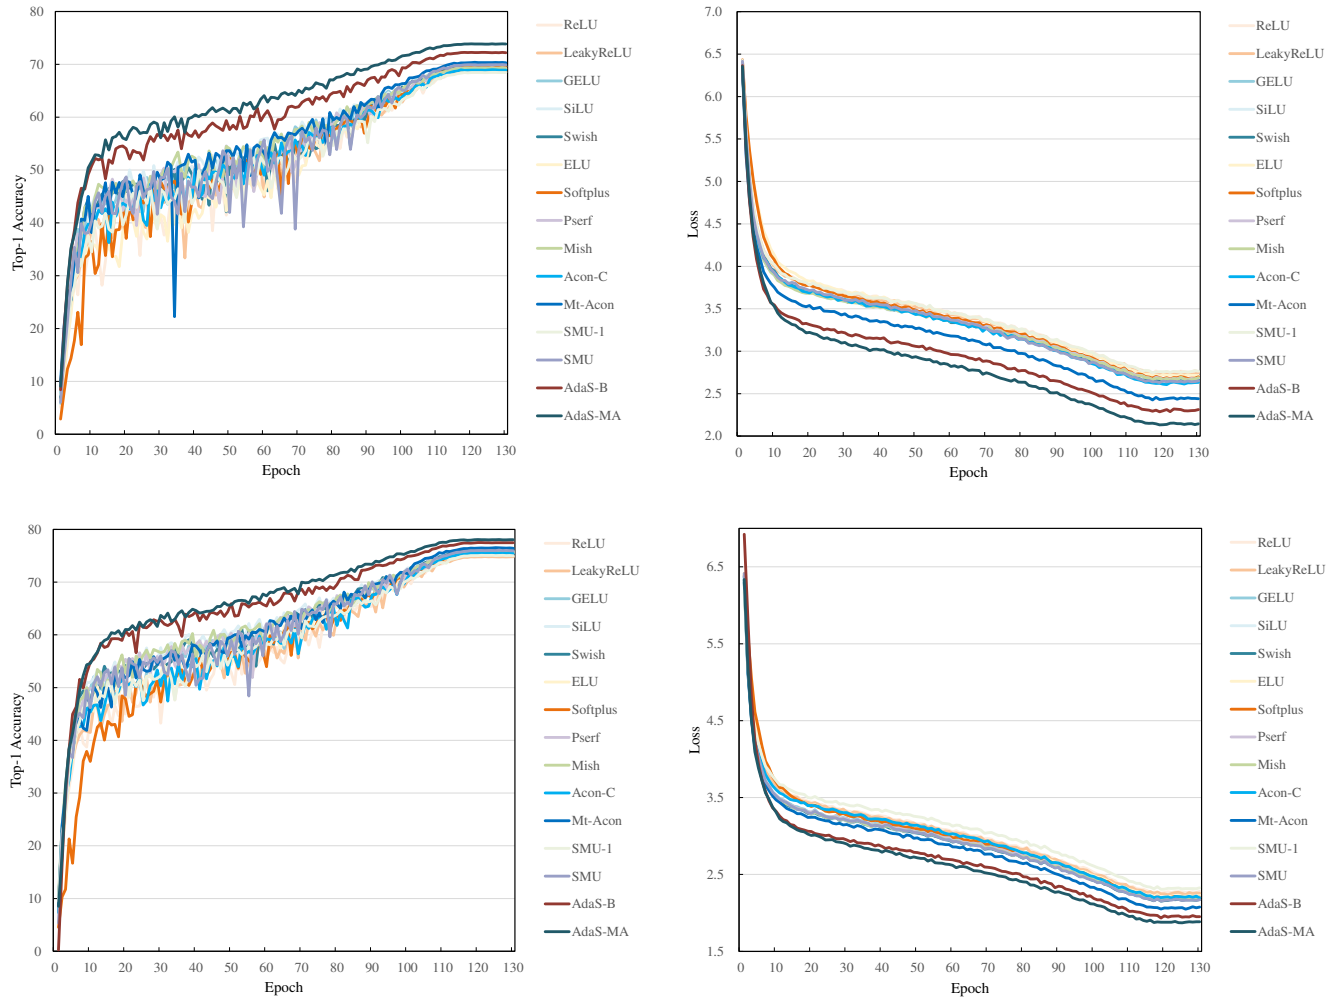 80
70
60
50
40
30
20
10
0
Top-1 Accuracy
0 10 20 30 40 50 60 70 80 90 100 110 120 130
Epoch
ReLU
LeakyReLU
GELU
SiLU
Swish
ELU
Softplus
Pserf
Mish
Acon-C
Mt-Acon
SMU-1
SMU
AdaS-B
AdaS-MA
7.0
6.5
6.0
5.5
5.0
4.5
4.0
3.5
3.0
2.5
2.0
Loss
0 10 20 30 40 50 60 70 80 90 100 110 120 130
Epoch
ReLU
LeakyReLU
GELU
SiLU
Swish
ELU
Softplus
Pserf
Mish
Acon-C
Mt-Acon
SMU-1
SMU
AdaS-B
AdaS-MA
80
70
60
50
40
30
20
10
0
Top-1 Accuracy
0 10 20 30 40 50 60 70 80 90 100 110 120 130
Epoch
ReLU
LeakyReLU
GELU
SiLU
Swish
ELU
Softplus
Pserf
Mish
Acon-C
Mt-Acon
SMU-1
SMU
AdaS-B
AdaS-MA
6.5
5.5
4.5
3.5
2.5
1.5
Loss
0 10 20 30 40 50 60 70 80 90 100 110 120 130
Epoch
ReLU
LeakyReLU
GELU
SiLU
Swish
ELU
Softplus
Pserf
Mish
Acon-C
Mt-Acon
SMU-1
SMU
AdaS-B
AdaS-MA